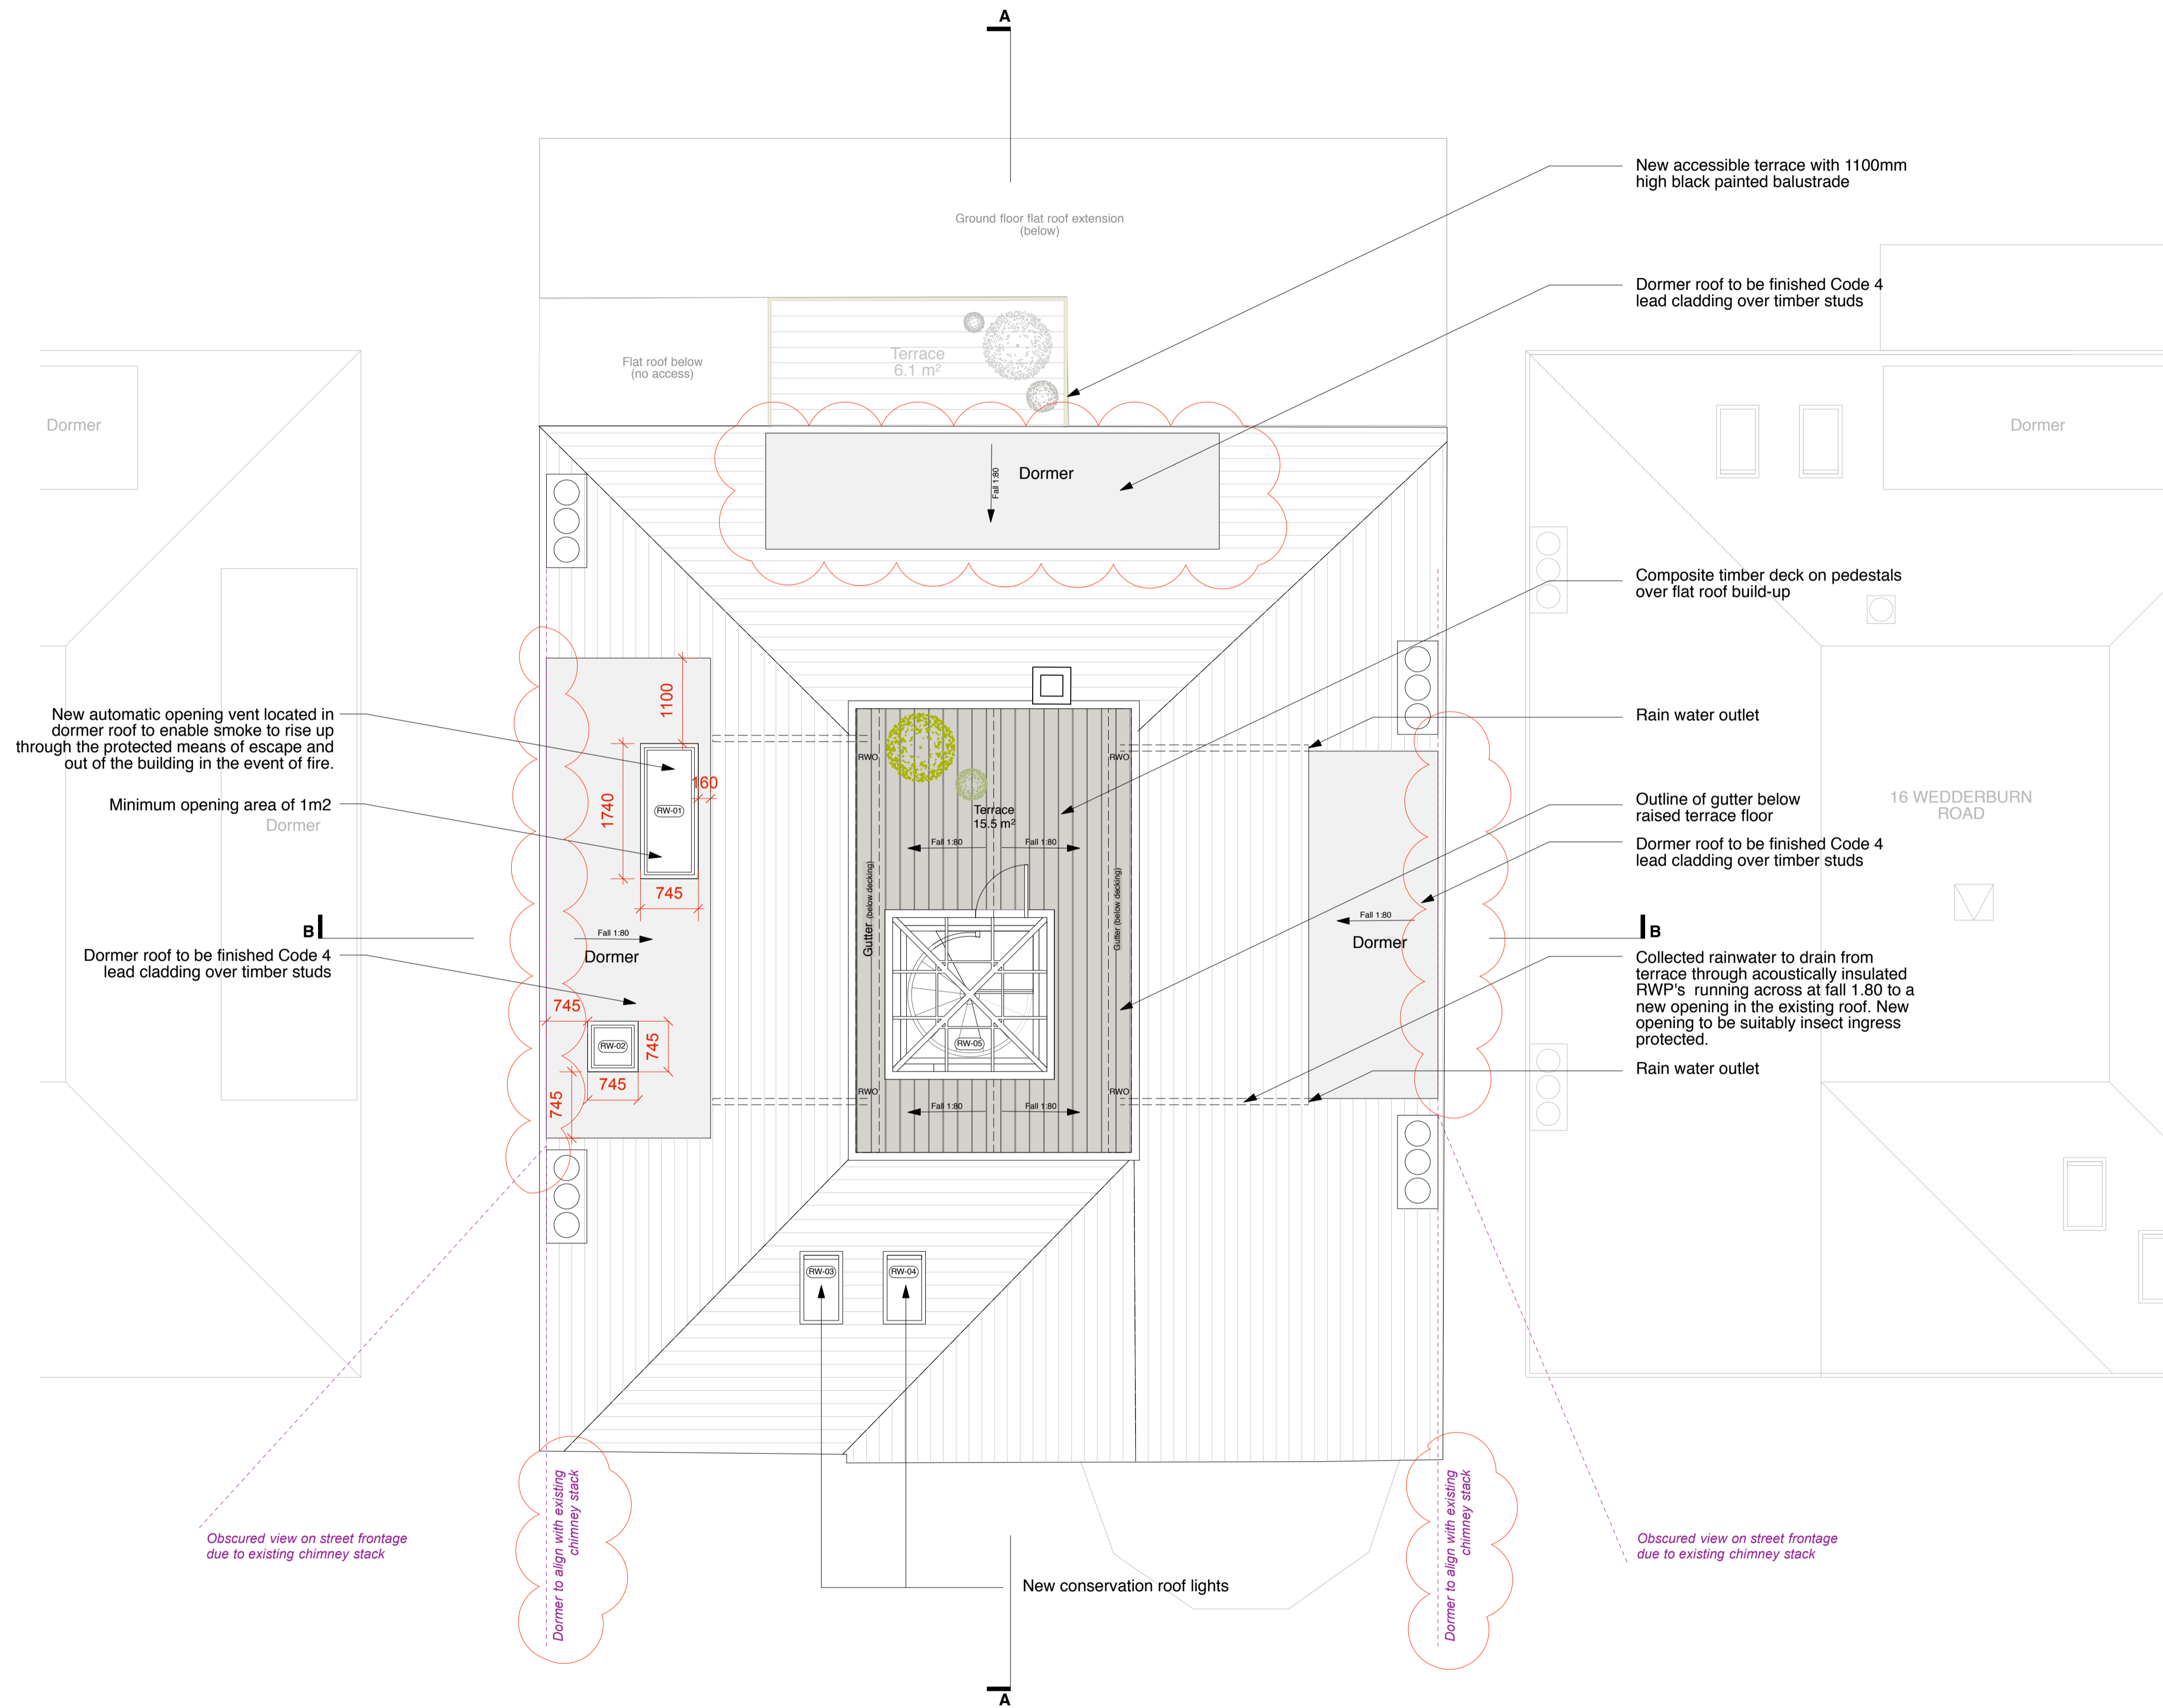 A
New accessible terrace with 1100mm
high black painted balustrade
Ground floor flat roof extension
(below)
Dormer roof to be finished Code 4
lead cladding over timber studs
Flat roof below
(no access)
Terrace
6.1 m²
Dormer
Dormer
Dormer
Fall 1:80
Composite timber deck on pedestals
over flat roof build-up
New automatic opening vent located in
dormer roof to enable smoke to rise up
through the protected means of escape and
out of the building in the event of fire.
1100
Rain water outlet
RWO
RWO
160
1740
RW-01
Minimum opening area of 1m2
Dormer
Terrace
15.5 m²
Outline of gutter below
raised terrace floor
16 WEDDERBURN
ROAD
Fall 1:80
Fall 1:80
Dormer roof to be finished Code 4
lead cladding over timber studs
745
Gutter (below decking)
Gutter (below decking)
Fall 1:80
B
B
Fall 1:80
Dormer
Dormer
Dormer roof to be finished Code 4
lead cladding over timber studs
Collected rainwater to drain from
terrace through acoustically insulated
RWP's running across at fall 1.80 to a
new opening in the existing roof. New
opening to be suitably insect ingress
protected.
745
RW-02
745
745
745
RW-05
Rain water outlet
RWO
RWO
Fall 1:80
Fall 1:80
RW-03
RW-04
Obscured view on street frontage
due to existing chimney stack
Dormer to align with existing
chimney stack
Dormer to align with existing
chimney stack
Obscured view on street frontage
due to existing chimney stack
New conservation roof lights
A